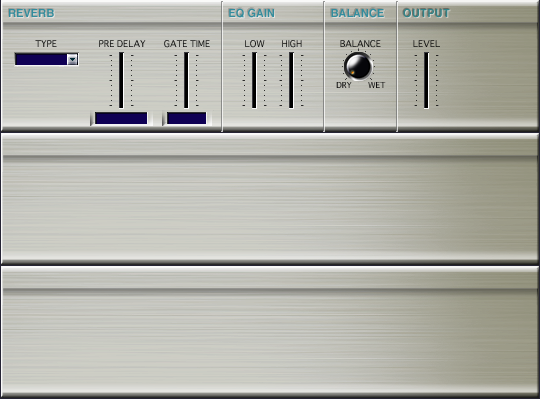 REVERB EQ GAIN BALANCE OUTPUT
TYPE PRE DELAY GATE TIME LOW HIGH BALANCE LEVEL
DRY WET